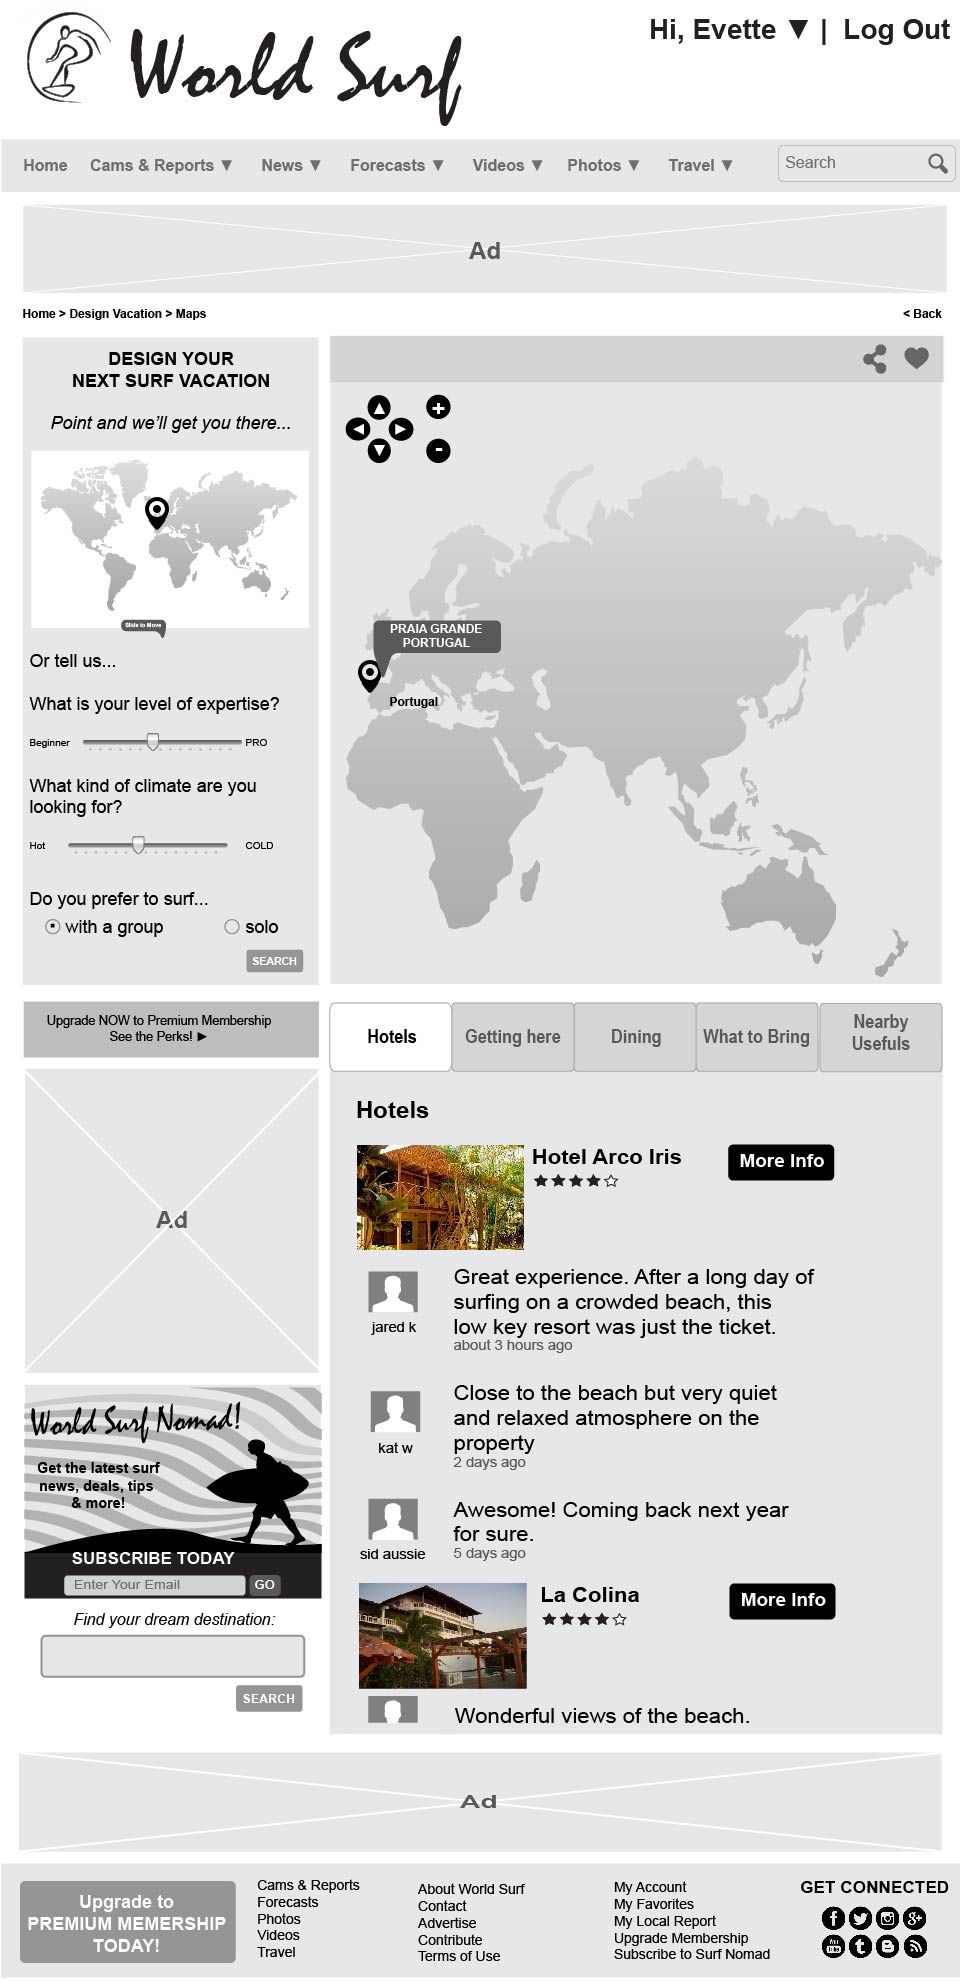 World Surf
Hi, Evette ▼ | Log Out
Home Cams & Reports ▼ News ▼ Forecasts ▼ Videos ▼ Photos ▼ Travel ▼ Search
Ad
Home > Design Vacation > Maps
< Back
DESIGN YOUR
NEXT SURF VACATION
Point and we'll get you there...
Slide to Move
Or tell us...
What is your level of expertise?
Beginner PRO
What kind of climate are you
looking for?
Hot COLD
Do you prefer to surf...
with a group solo
SEARCH
+
-
PRAIA GRANDE
PORTUGAL
Portugal
Upgrade NOW to Premium Membership
See the Perks! ►
Ad
World Surf Nomad!
Get the latest surf
news, deals, tips
& more!
SUBSCRIBE TODAY
Enter Your Email GO
Find your dream destination:
SEARCH
Hotels Getting here Dining What to Bring Nearby
Usefuls
Hotels
Hotel Arco Iris More Info
★★★★☆
Great experience. After a long day of
surfing on a crowded beach, this
low key resort was just the ticket.
jared k
about 3 hours ago
Close to the beach but very quiet
and relaxed atmosphere on the
property
kat w
2 days ago
Awesome! Coming back next year
for sure.
sid aussie
5 days ago
La Colina More Info
★★★★☆
Wonderful views of the beach.
Ad
Upgrade to
PREMIUM MEMERSHIP
TODAY!
Cams & Reports
Forecasts
Photos
Videos
Travel
About World Surf
Contact
Advertise
Contribute
Terms of Use
My Account
My Favorites
My Local Report
Upgrade Membership
Subscribe to Surf Nomad
GET CONNECTED